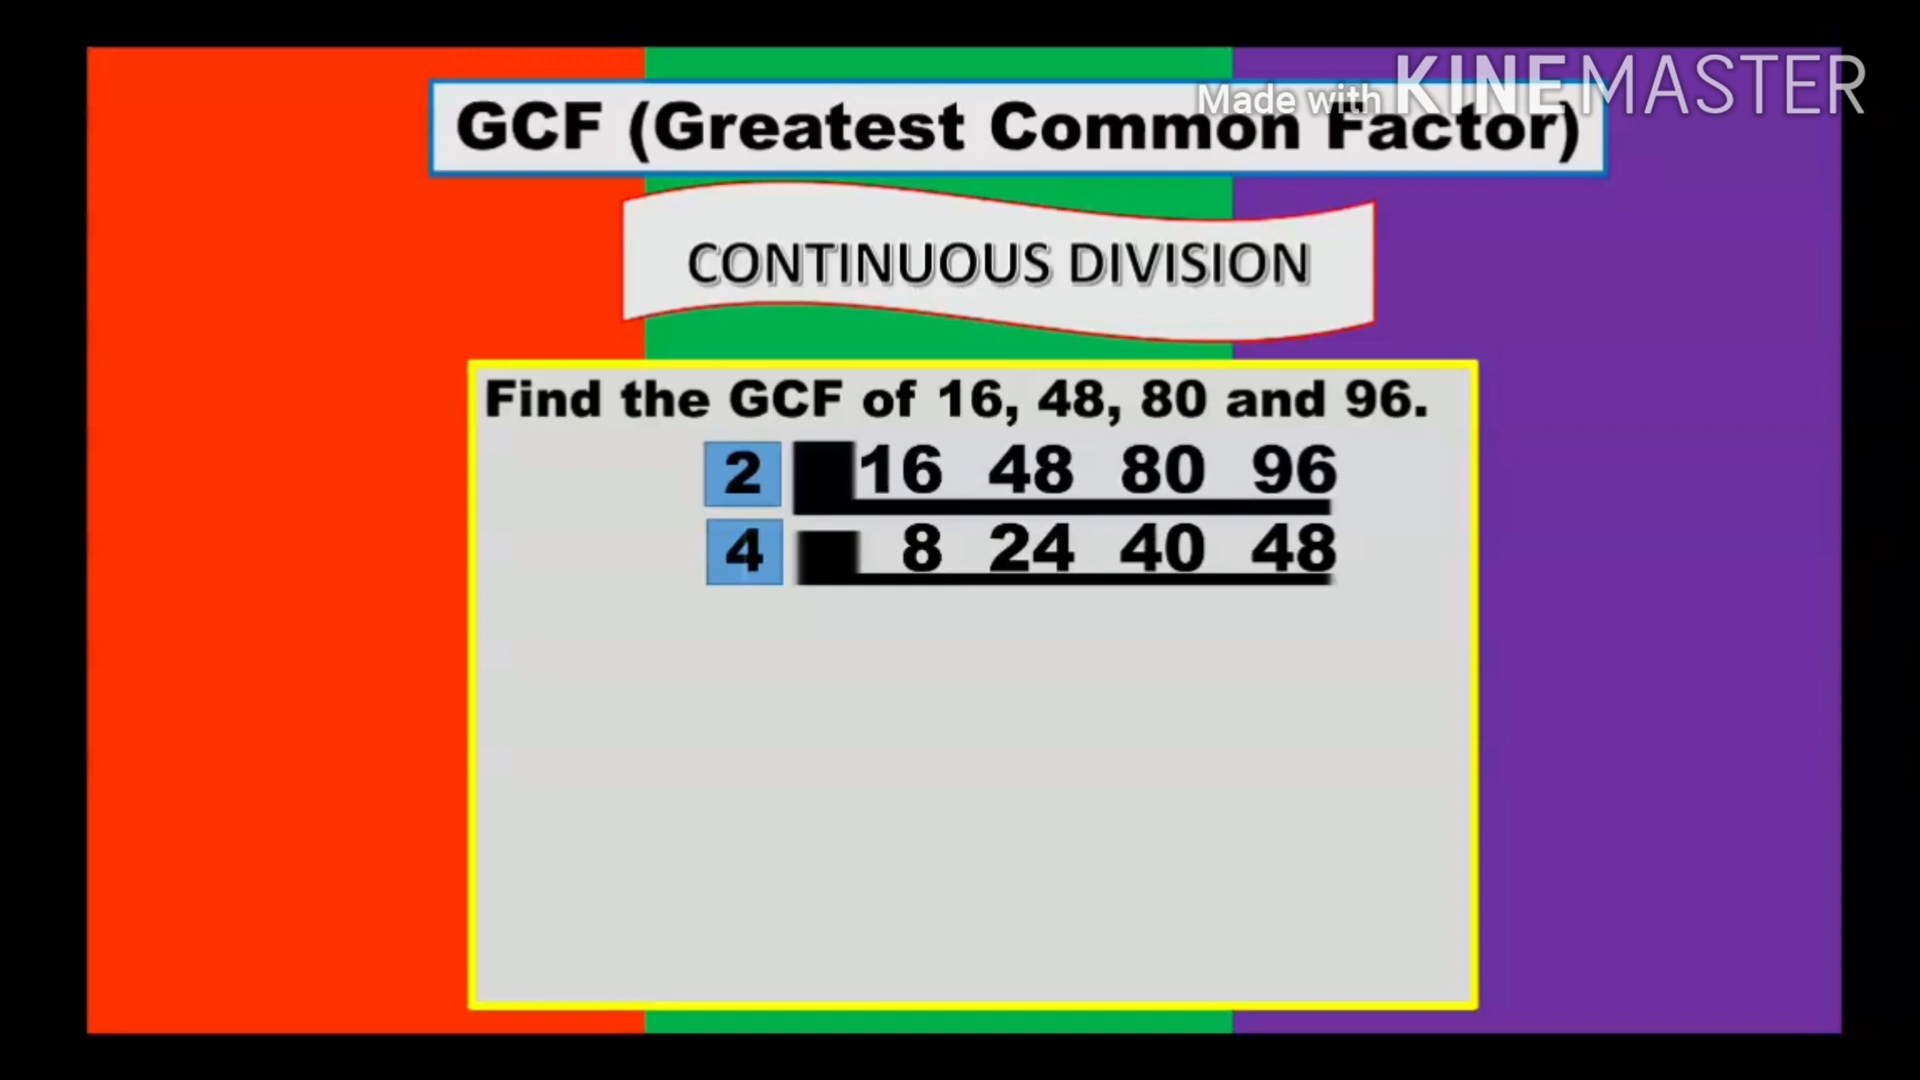 Made with KINEMASTER
GCF (Greatest Common Factor)
CONTINUOUS DIVISION
Find the GCF of 16, 48, 80 and 96.
2 16 48 80 96
4 8 24 40 48